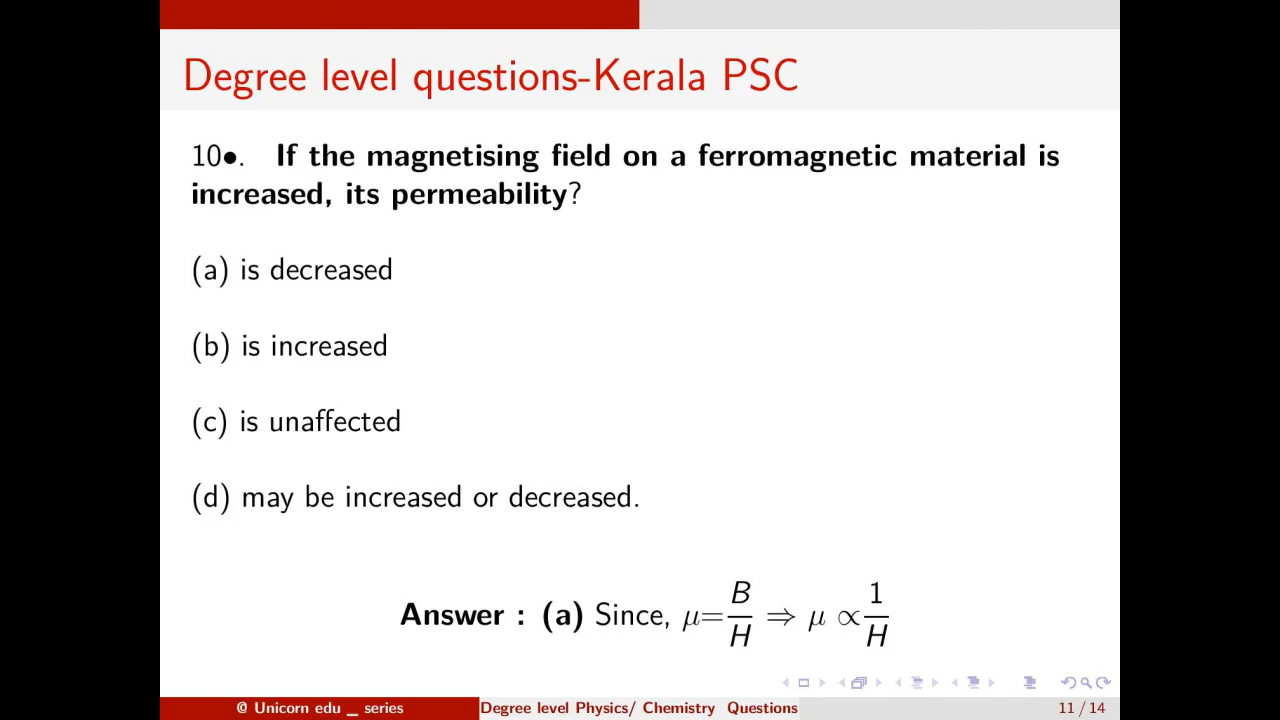 Degree level questions-Kerala PSC
10•. If the magnetising field on a ferromagnetic material is
increased, its permeability?
(a) is decreased
(b) is increased
(c) is unaffected
(d) may be increased or decreased.
Answer : (a) Since, μ=B/H ⇒ μ ∝1/H
@ Unicorn edu _ series Degree level Physics/ Chemistry Questions 11 / 14